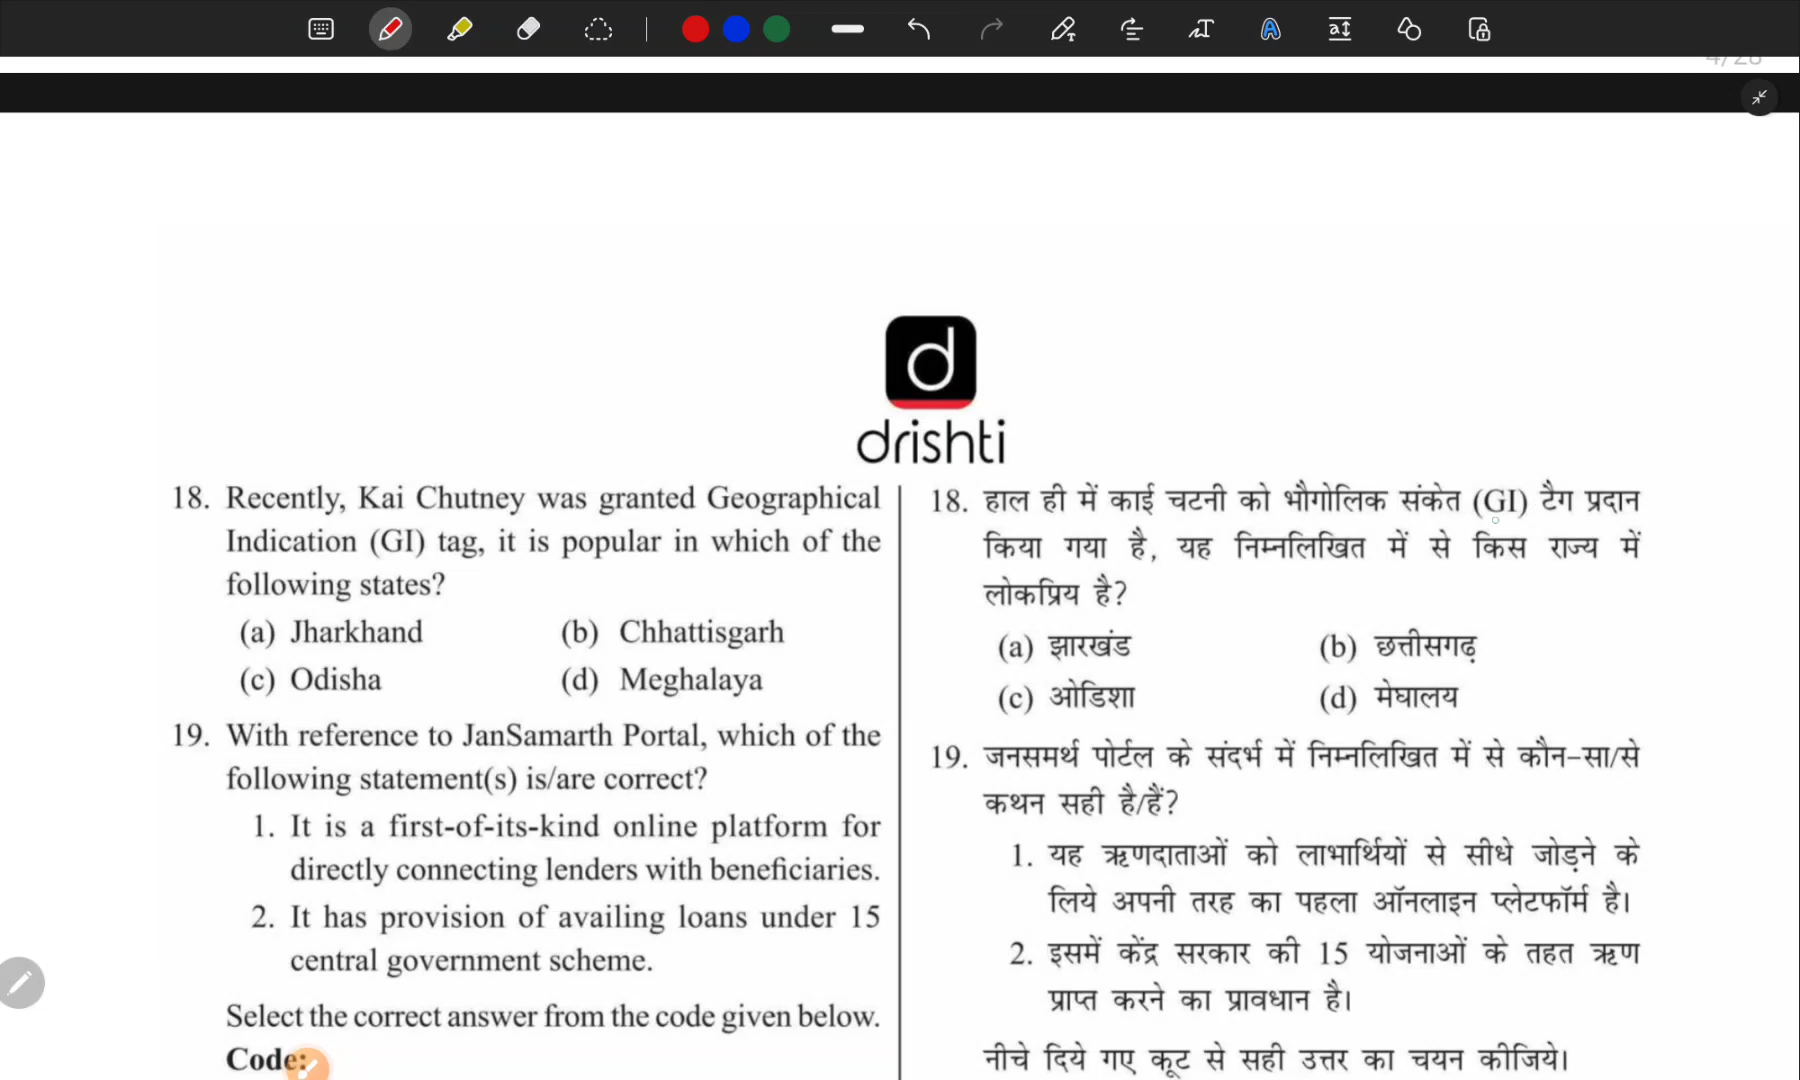 4/28
d
drishti
18. Recently, Kai Chutney was granted Geographical
Indication (GI) tag, it is popular in which of the
following states?
(a) Jharkhand (b) Chhattisgarh
(c) Odisha (d) Meghalaya
19. With reference to JanSamarth Portal, which of the
following statement(s) is/are correct?
1. It is a first-of-its-kind online platform for
directly connecting lenders with beneficiaries.
2. It has provision of availing loans under 15
central government scheme.
Select the correct answer from the code given below.
Code:
18. हाल ही में काई चटनी को भौगोलिक संकेत (GI) टैग प्रदान
किया गया है, यह निम्नलिखित में से किस राज्य में
लोकप्रिय है?
(a) झारखंड (b) छत्तीसगढ़
(c) ओडिशा (d) मेघालय
19. जनसमर्थ पोर्टल के संदर्भ में निम्नलिखित में से कौन-सा/से
कथन सही है/हैं?
1. यह ऋणदाताओं को लाभार्थियों से सीधे जोड़ने के
लिये अपनी तरह का पहला ऑनलाइन प्लेटफॉर्म है।
2. इसमें केंद्र सरकार की 15 योजनाओं के तहत ऋण
प्राप्त करने का प्रावधान है।
नीचे दिये गए कूट से सही उत्तर का चयन कीजिये।